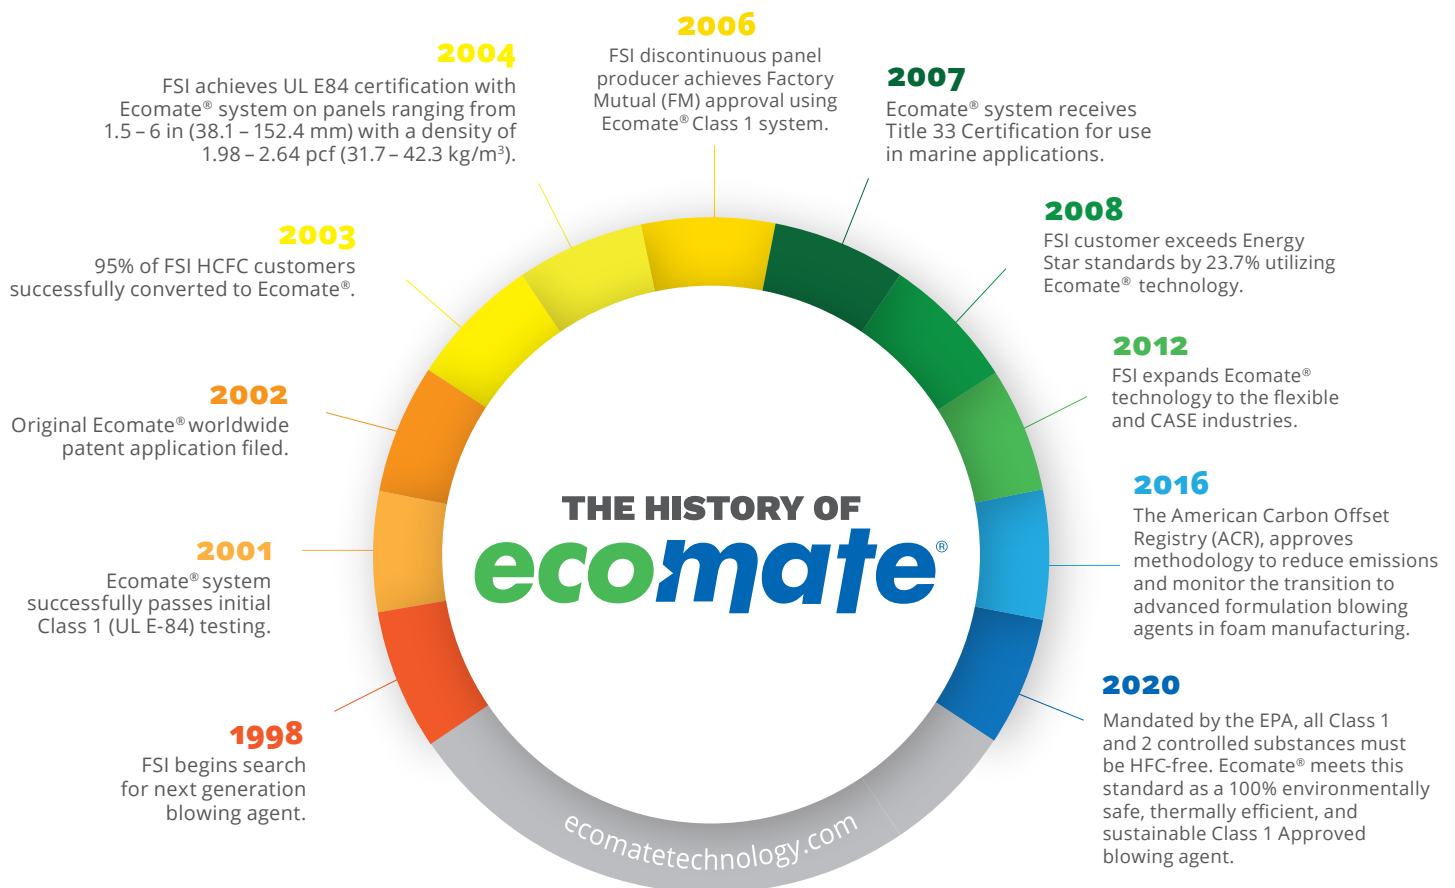 THE HISTORY OF
ecomate®
1998
FSI begins search
for next generation
blowing agent.
2001
Ecomate® system
successfully passes initial
Class 1 (UL E-84) testing.
2002
Original Ecomate® worldwide
patent application filed.
2003
95% of FSI HCFC customers
successfully converted to Ecomate®.
2004
FSI achieves UL E84 certification with
Ecomate® system on panels ranging from
1.5 – 6 in (38.1 – 152.4 mm) with a density of
1.98 – 2.64 pcf (31.7 – 42.3 kg/m³).
2006
FSI discontinuous panel
producer achieves Factory
Mutual (FM) approval using
Ecomate® Class 1 system.
2007
Ecomate® system receives
Title 33 Certification for use
in marine applications.
2008
FSI customer exceeds Energy
Star standards by 23.7% utilizing
Ecomate® technology.
2012
FSI expands Ecomate®
technology to the flexible
and CASE industries.
2016
The American Carbon Offset
Registry (ACR), approves
methodology to reduce emissions
and monitor the transition to
advanced formulation blowing
agents in foam manufacturing.
2020
Mandated by the EPA, all Class 1
and 2 controlled substances must
be HFC-free. Ecomate® meets this
standard as a 100% environmentally
safe, thermally efficient, and
sustainable Class 1 Approved
blowing agent.
ecomatetechnology.com